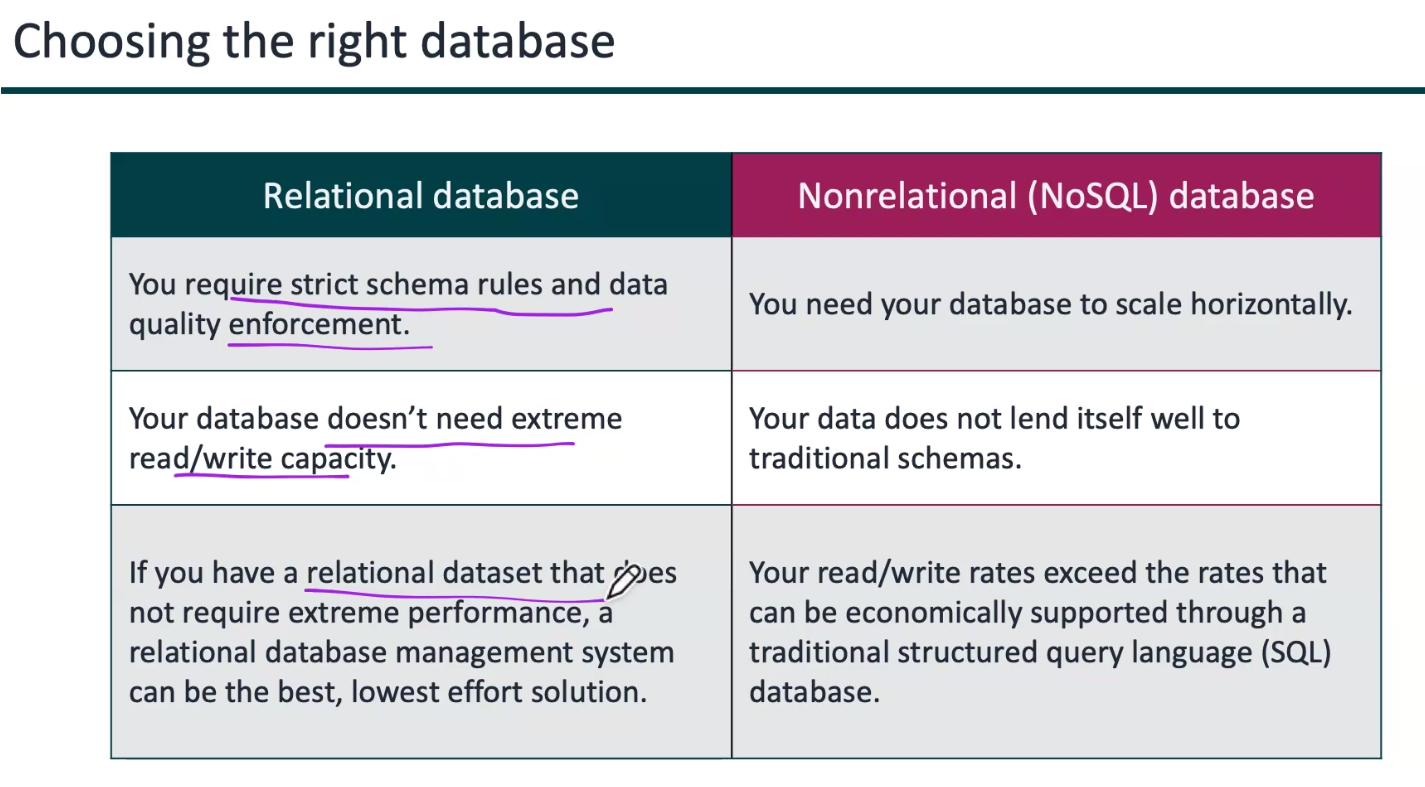 Choosing the right database
Relational database
Nonrelational (NoSQL) database
You require strict schema rules and data
quality enforcement.
You need your database to scale horizontally.
Your database doesn’t need extreme
read/write capacity.
Your data does not lend itself well to
traditional schemas.
If you have a relational dataset that does
not require extreme performance, a
relational database management system
can be the best, lowest effort solution.
Your read/write rates exceed the rates that
can be economically supported through a
traditional structured query language (SQL)
database.